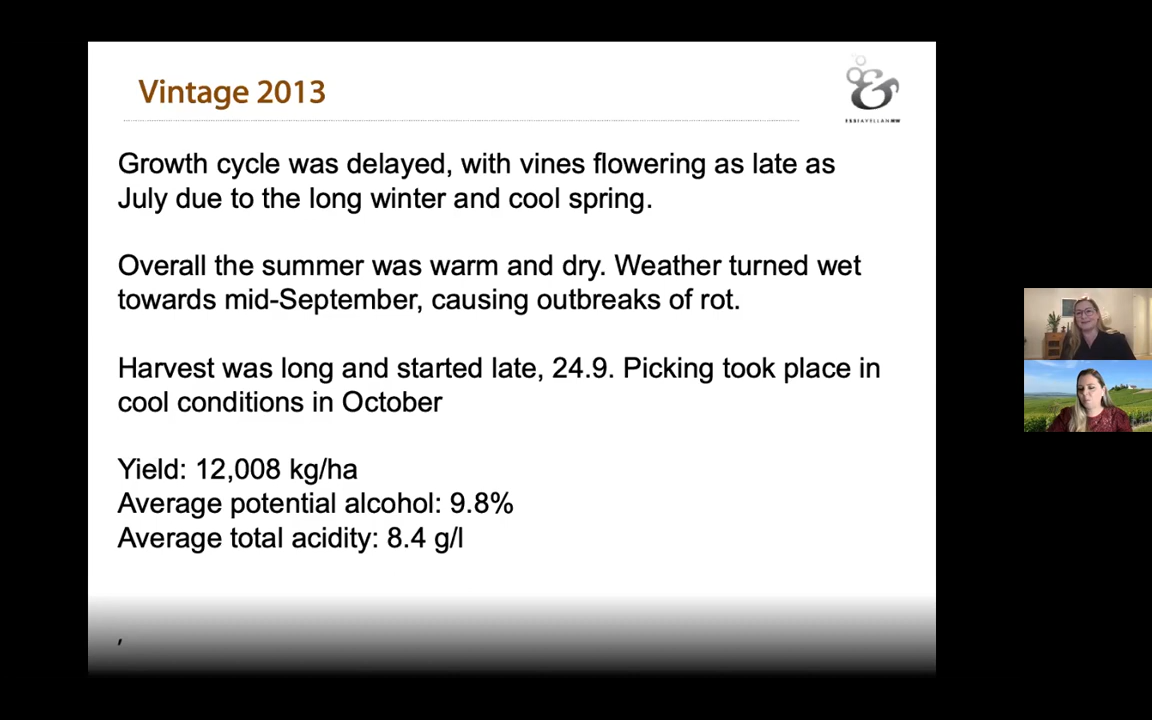 Vintage 2013
ESSIAVELLANMW
Growth cycle was delayed, with vines flowering as late as
July due to the long winter and cool spring.
Overall the summer was warm and dry. Weather turned wet
towards mid-September, causing outbreaks of rot.
Harvest was long and started late, 24.9. Picking took place in
cool conditions in October
Yield: 12,008 kg/ha
Average potential alcohol: 9.8%
Average total acidity: 8.4 g/l
,